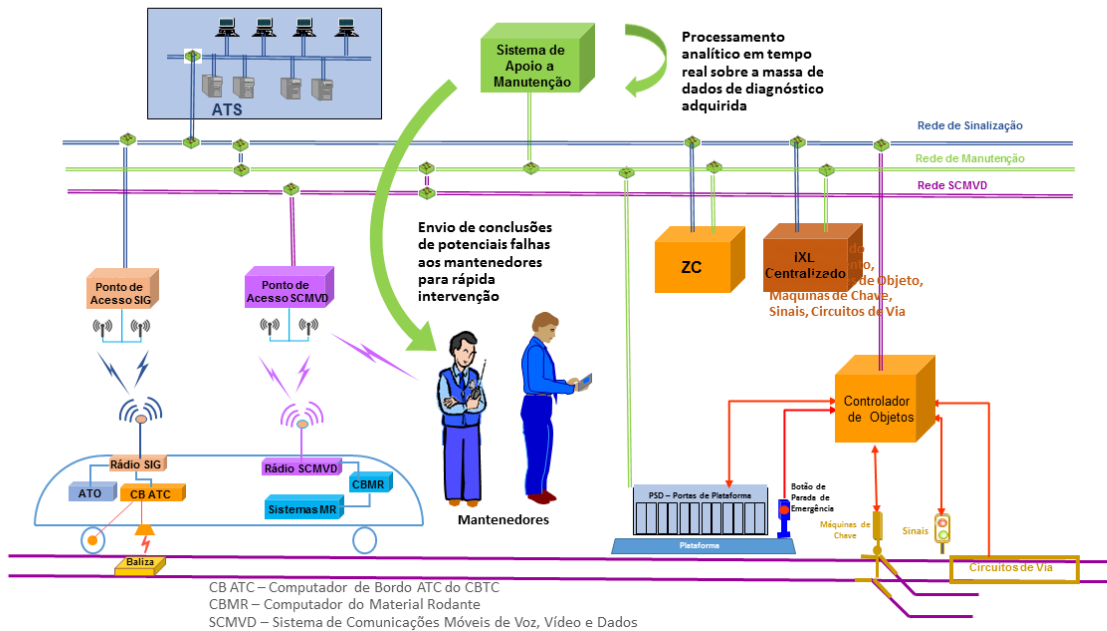 ATS
Sistema de
Apoio a
Manutenção
Processamento
analítico em tempo
real sobre a massa de
dados de diagnóstico
adquirida
Rede de Sinalização
Rede de Manutenção
Rede SCMVD
Envio de conclusões
de potenciais falhas
aos mantenedores
para rápida
intervenção
ZC
iXL
Centralizado
de Objeto,
Máquinas de Chave,
Sinais, Circuitos de Via
Ponto de
Acesso SIG
Ponto de
Acesso SCMVD
Controlador
de Objetos
Rádio SIG
ATO
CB ATC
Rádio SCMVD
CBMR
Sistemas MR
Mantenedores
PSD – Portas de Plataforma
Botão de
Parada de
Emergência
Plataforma
Máquinas de
Chave
Sinais
Circuitos de Via
Baliza
CB ATC – Computador de Bordo ATC do CBTC
CBMR – Computador do Material Rodante
SCMVD – Sistema de Comunicações Móveis de Voz, Vídeo e Dados